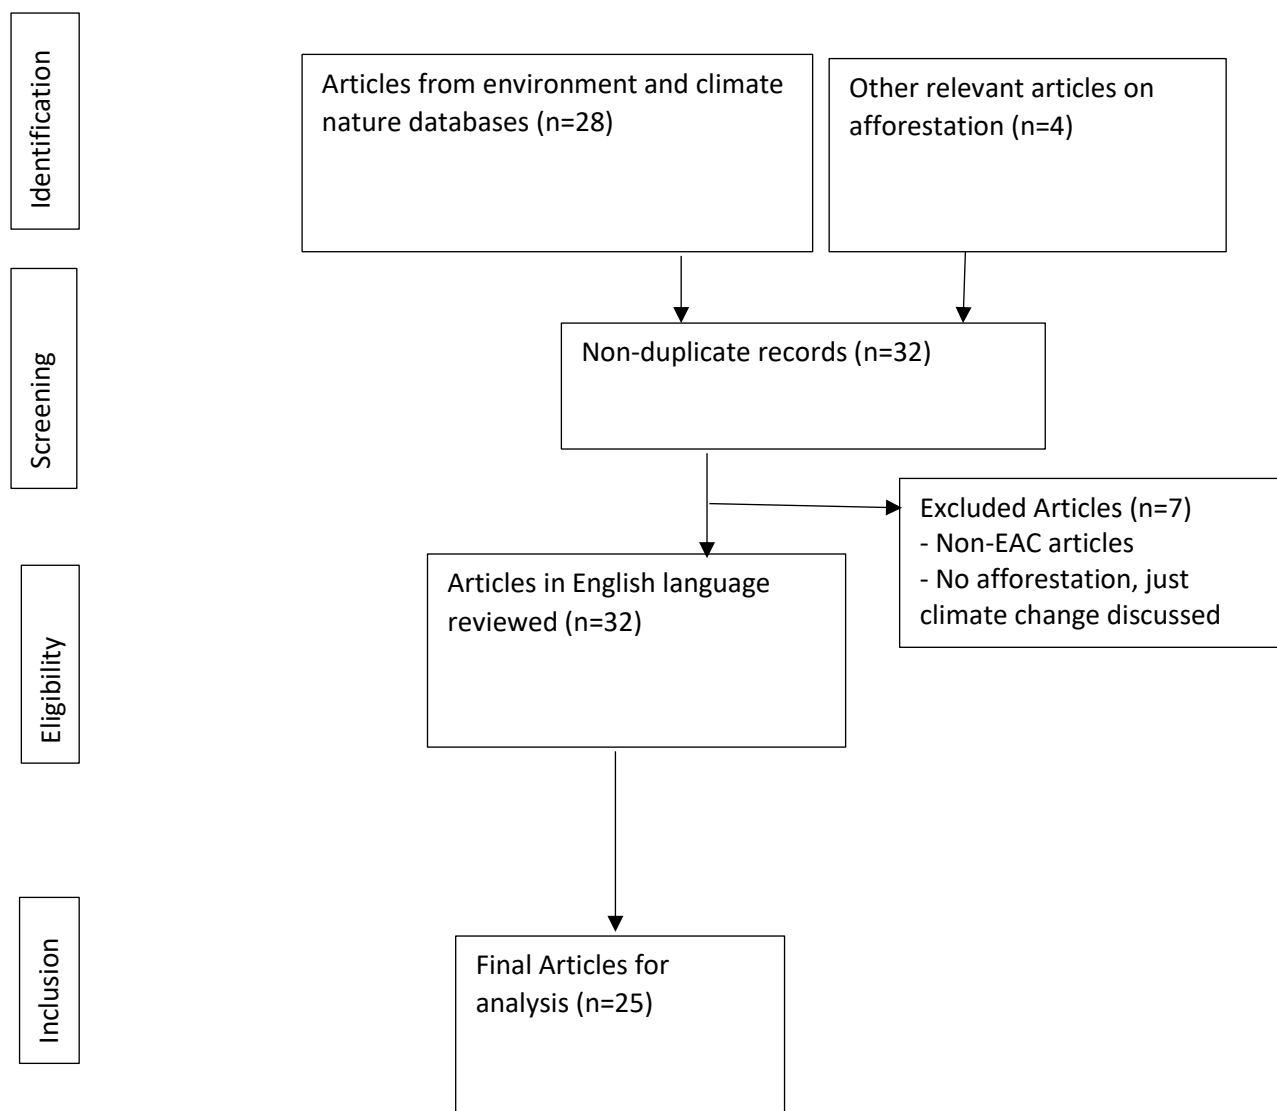 Identification
Articles from environment and climate
nature databases (n=28)
Other relevant articles on
afforestation (n=4)
Screening
Non-duplicate records (n=32)
Excluded Articles (n=7)
- Non-EAC articles
- No afforestation, just
climate change discussed
Eligibility
Articles in English language
reviewed (n=32)
Inclusion
Final Articles for
analysis (n=25)